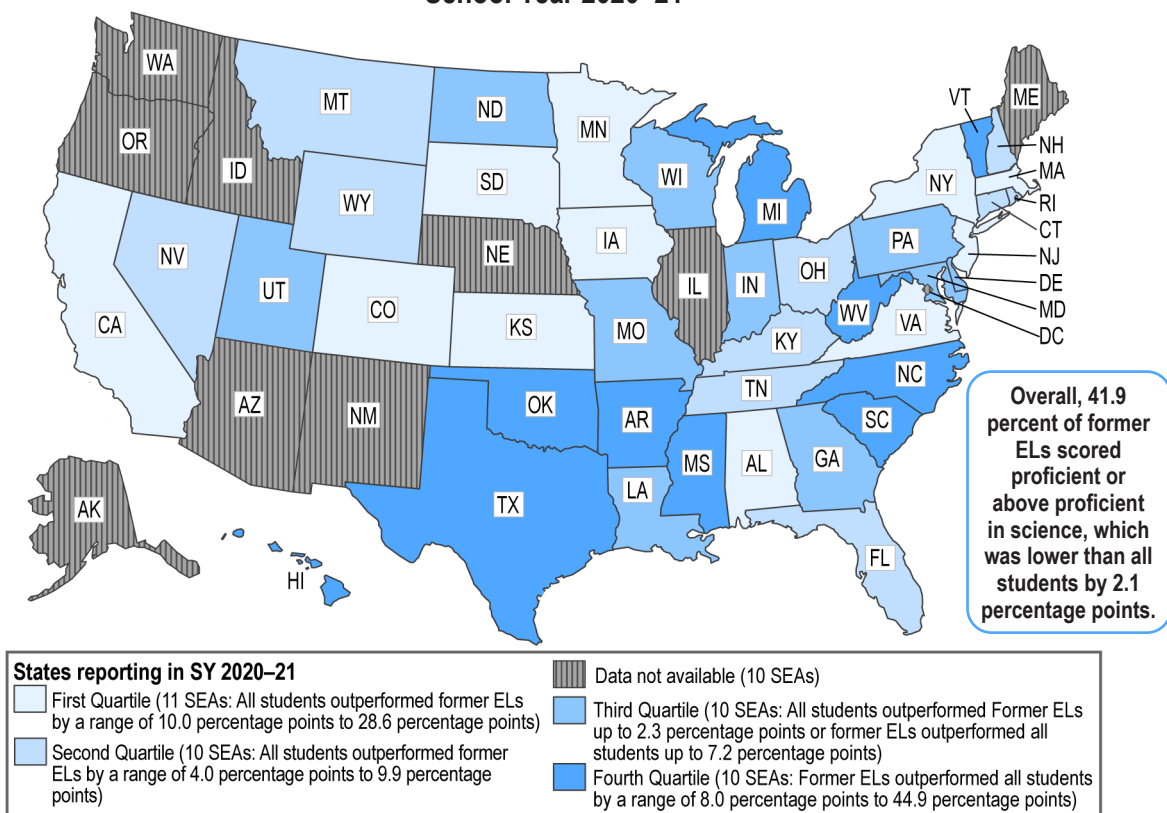 School Year 2020–21
WA
OR
ID
MT
ND
MN
SD
WY
NV
UT
CA
CO
NE
KS
IA
WI
MI
IL
IN
OH
MO
KY
TN
AZ
NM
OK
AR
TX
LA
MS
AL
GA
FL
SC
NC
VA
WV
PA
NY
VT
ME
NH
MA
RI
CT
NJ
DE
MD
DC
AK
HI
Overall, 41.9
percent of former
ELs scored
proficient or
above proficient
in science, which
was lower than all
students by 2.1
percentage points.
States reporting in SY 2020–21
First Quartile (11 SEAs: All students outperformed former ELs
by a range of 10.0 percentage points to 28.6 percentage points)
Second Quartile (10 SEAs: All students outperformed former
ELs by a range of 4.0 percentage points to 9.9 percentage
points)
Data not available (10 SEAs)
Third Quartile (10 SEAs: All students outperformed Former ELs
up to 2.3 percentage points or former ELs outperformed all
students up to 7.2 percentage points)
Fourth Quartile (10 SEAs: Former ELs outperformed all students
by a range of 8.0 percentage points to 44.9 percentage points)